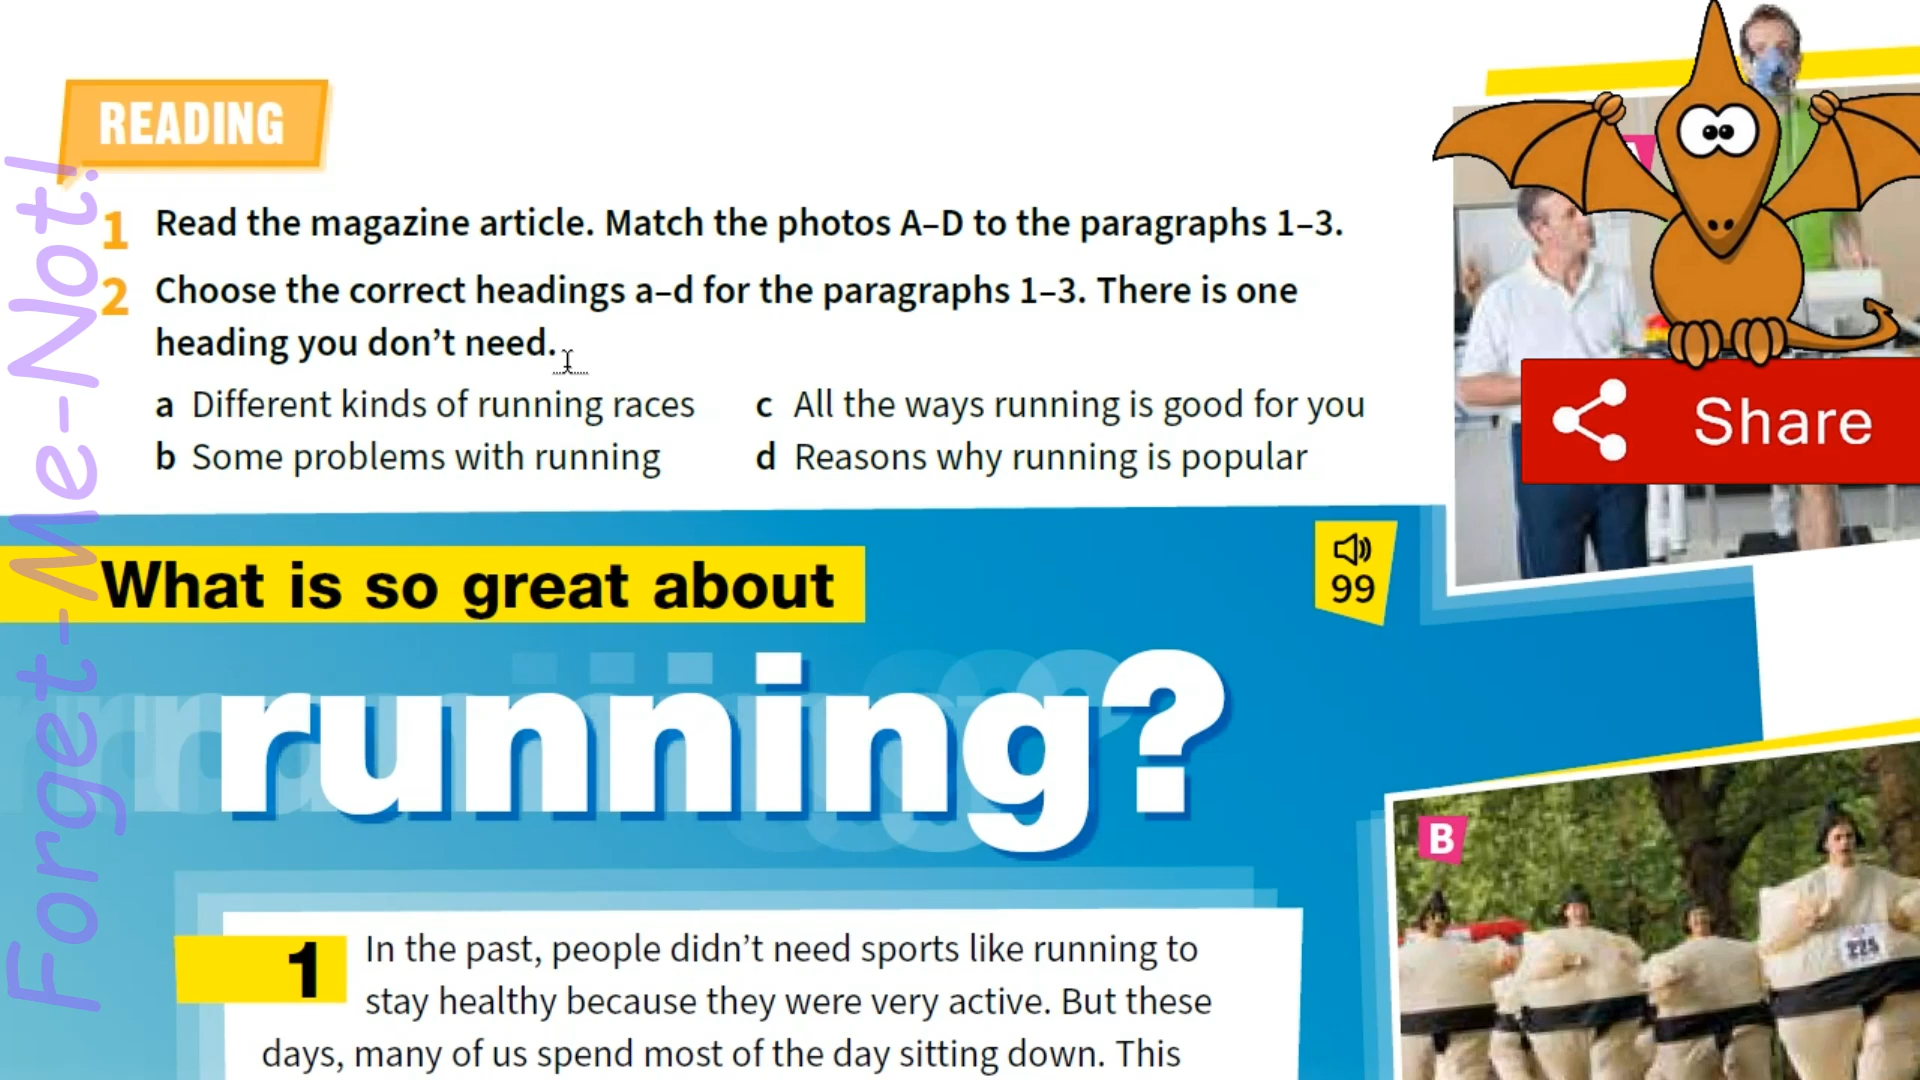 READING
1 Read the magazine article. Match the photos A–D to the paragraphs 1–3.
2 Choose the correct headings a–d for the paragraphs 1–3. There is one
heading you don’t need.
a Different kinds of running races
c All the ways running is good for you
b Some problems with running
d Reasons why running is popular
Share
Forget-Me-Not!
What is so great about
99
running?
B
225
1 In the past, people didn’t need sports like running to
stay healthy because they were very active. But these
days, many of us spend most of the day sitting down. This